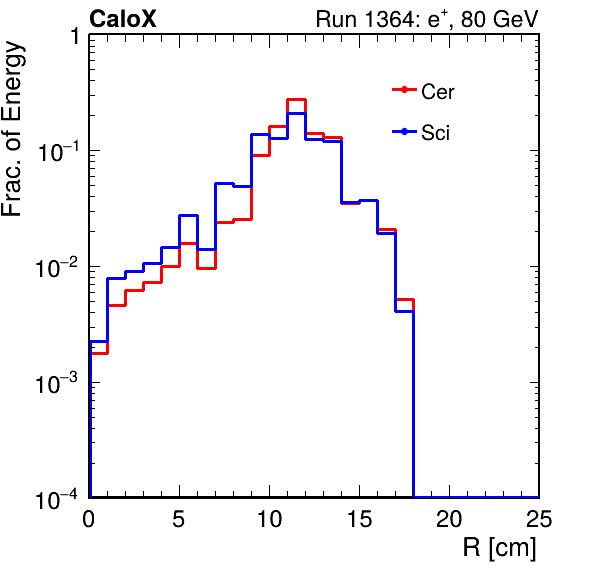 CaloX Run 1364: e⁺, 80 GeV
Frac. of Energy
1
10⁻¹
10⁻²
10⁻³
10⁻⁴
Cer
Sci
0 5 10 15 20 25
R [cm]